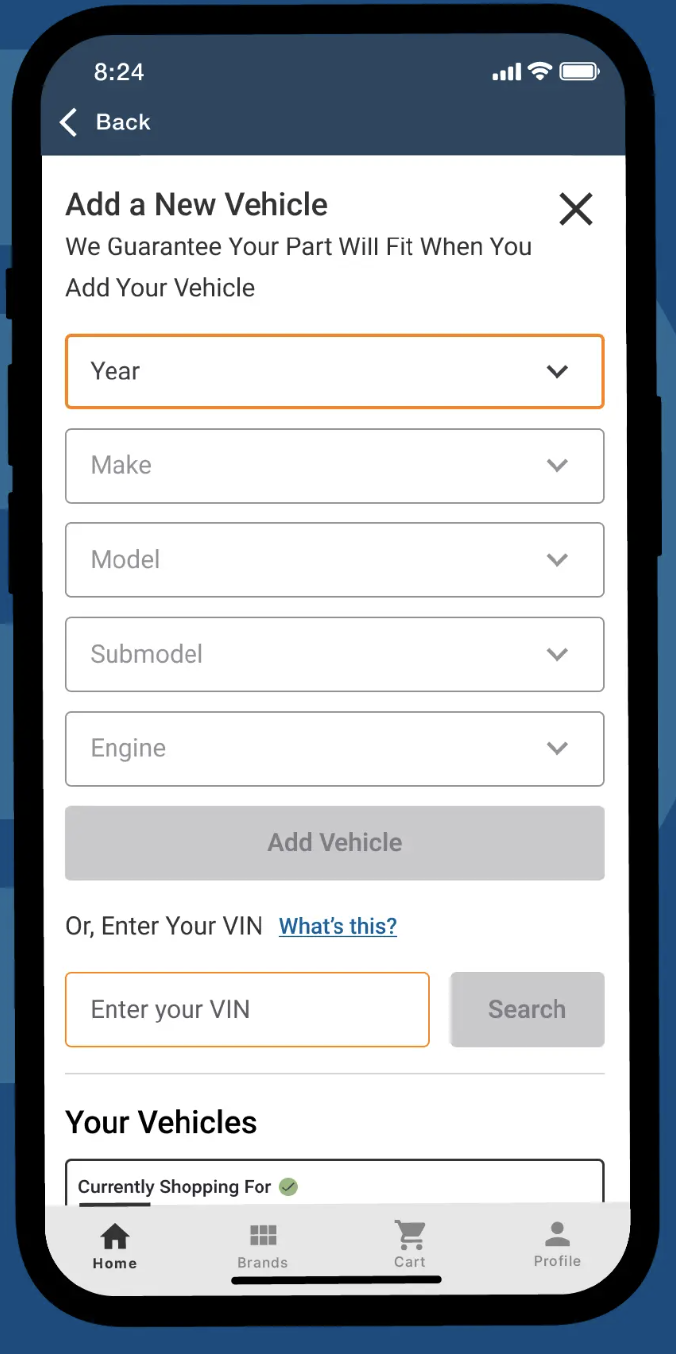 8:24
Back
Add a New Vehicle
We Guarantee Your Part Will Fit When You
Add Your Vehicle
Year
Make
Model
Submodel
Engine
Add Vehicle
Or, Enter Your VIN What's this?
Enter your VIN
Search
Your Vehicles
Currently Shopping For
Home
Brands
Cart
Profile